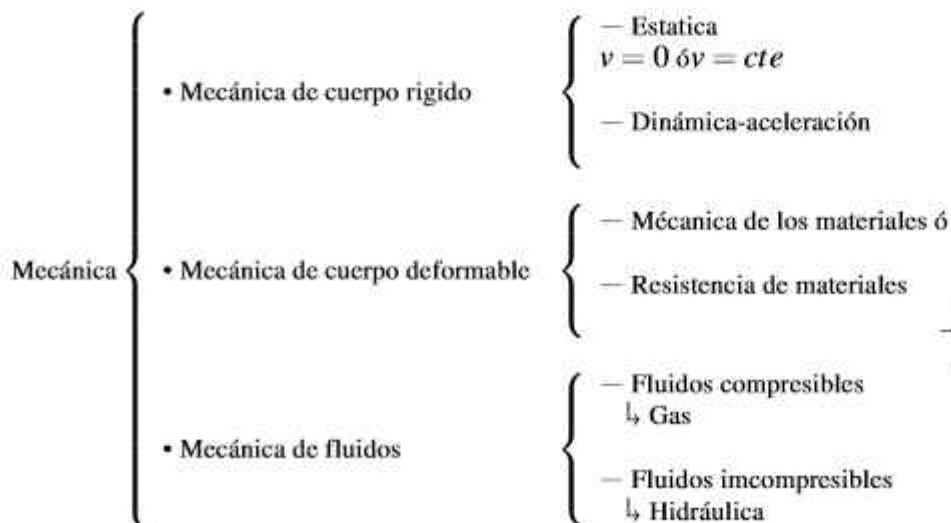 — Estatica
v = 0 óv = cte
• Mecánica de cuerpo rigido
— Dinámica-aceleración
— Mécanica de los materiales ó
Mecánica
• Mecánica de cuerpo deformable
— Resistencia de materiales
— Fluidos compresibles
↳ Gas
• Mecánica de fluidos
— Fluidos imcompresibles
↳ Hidráulica